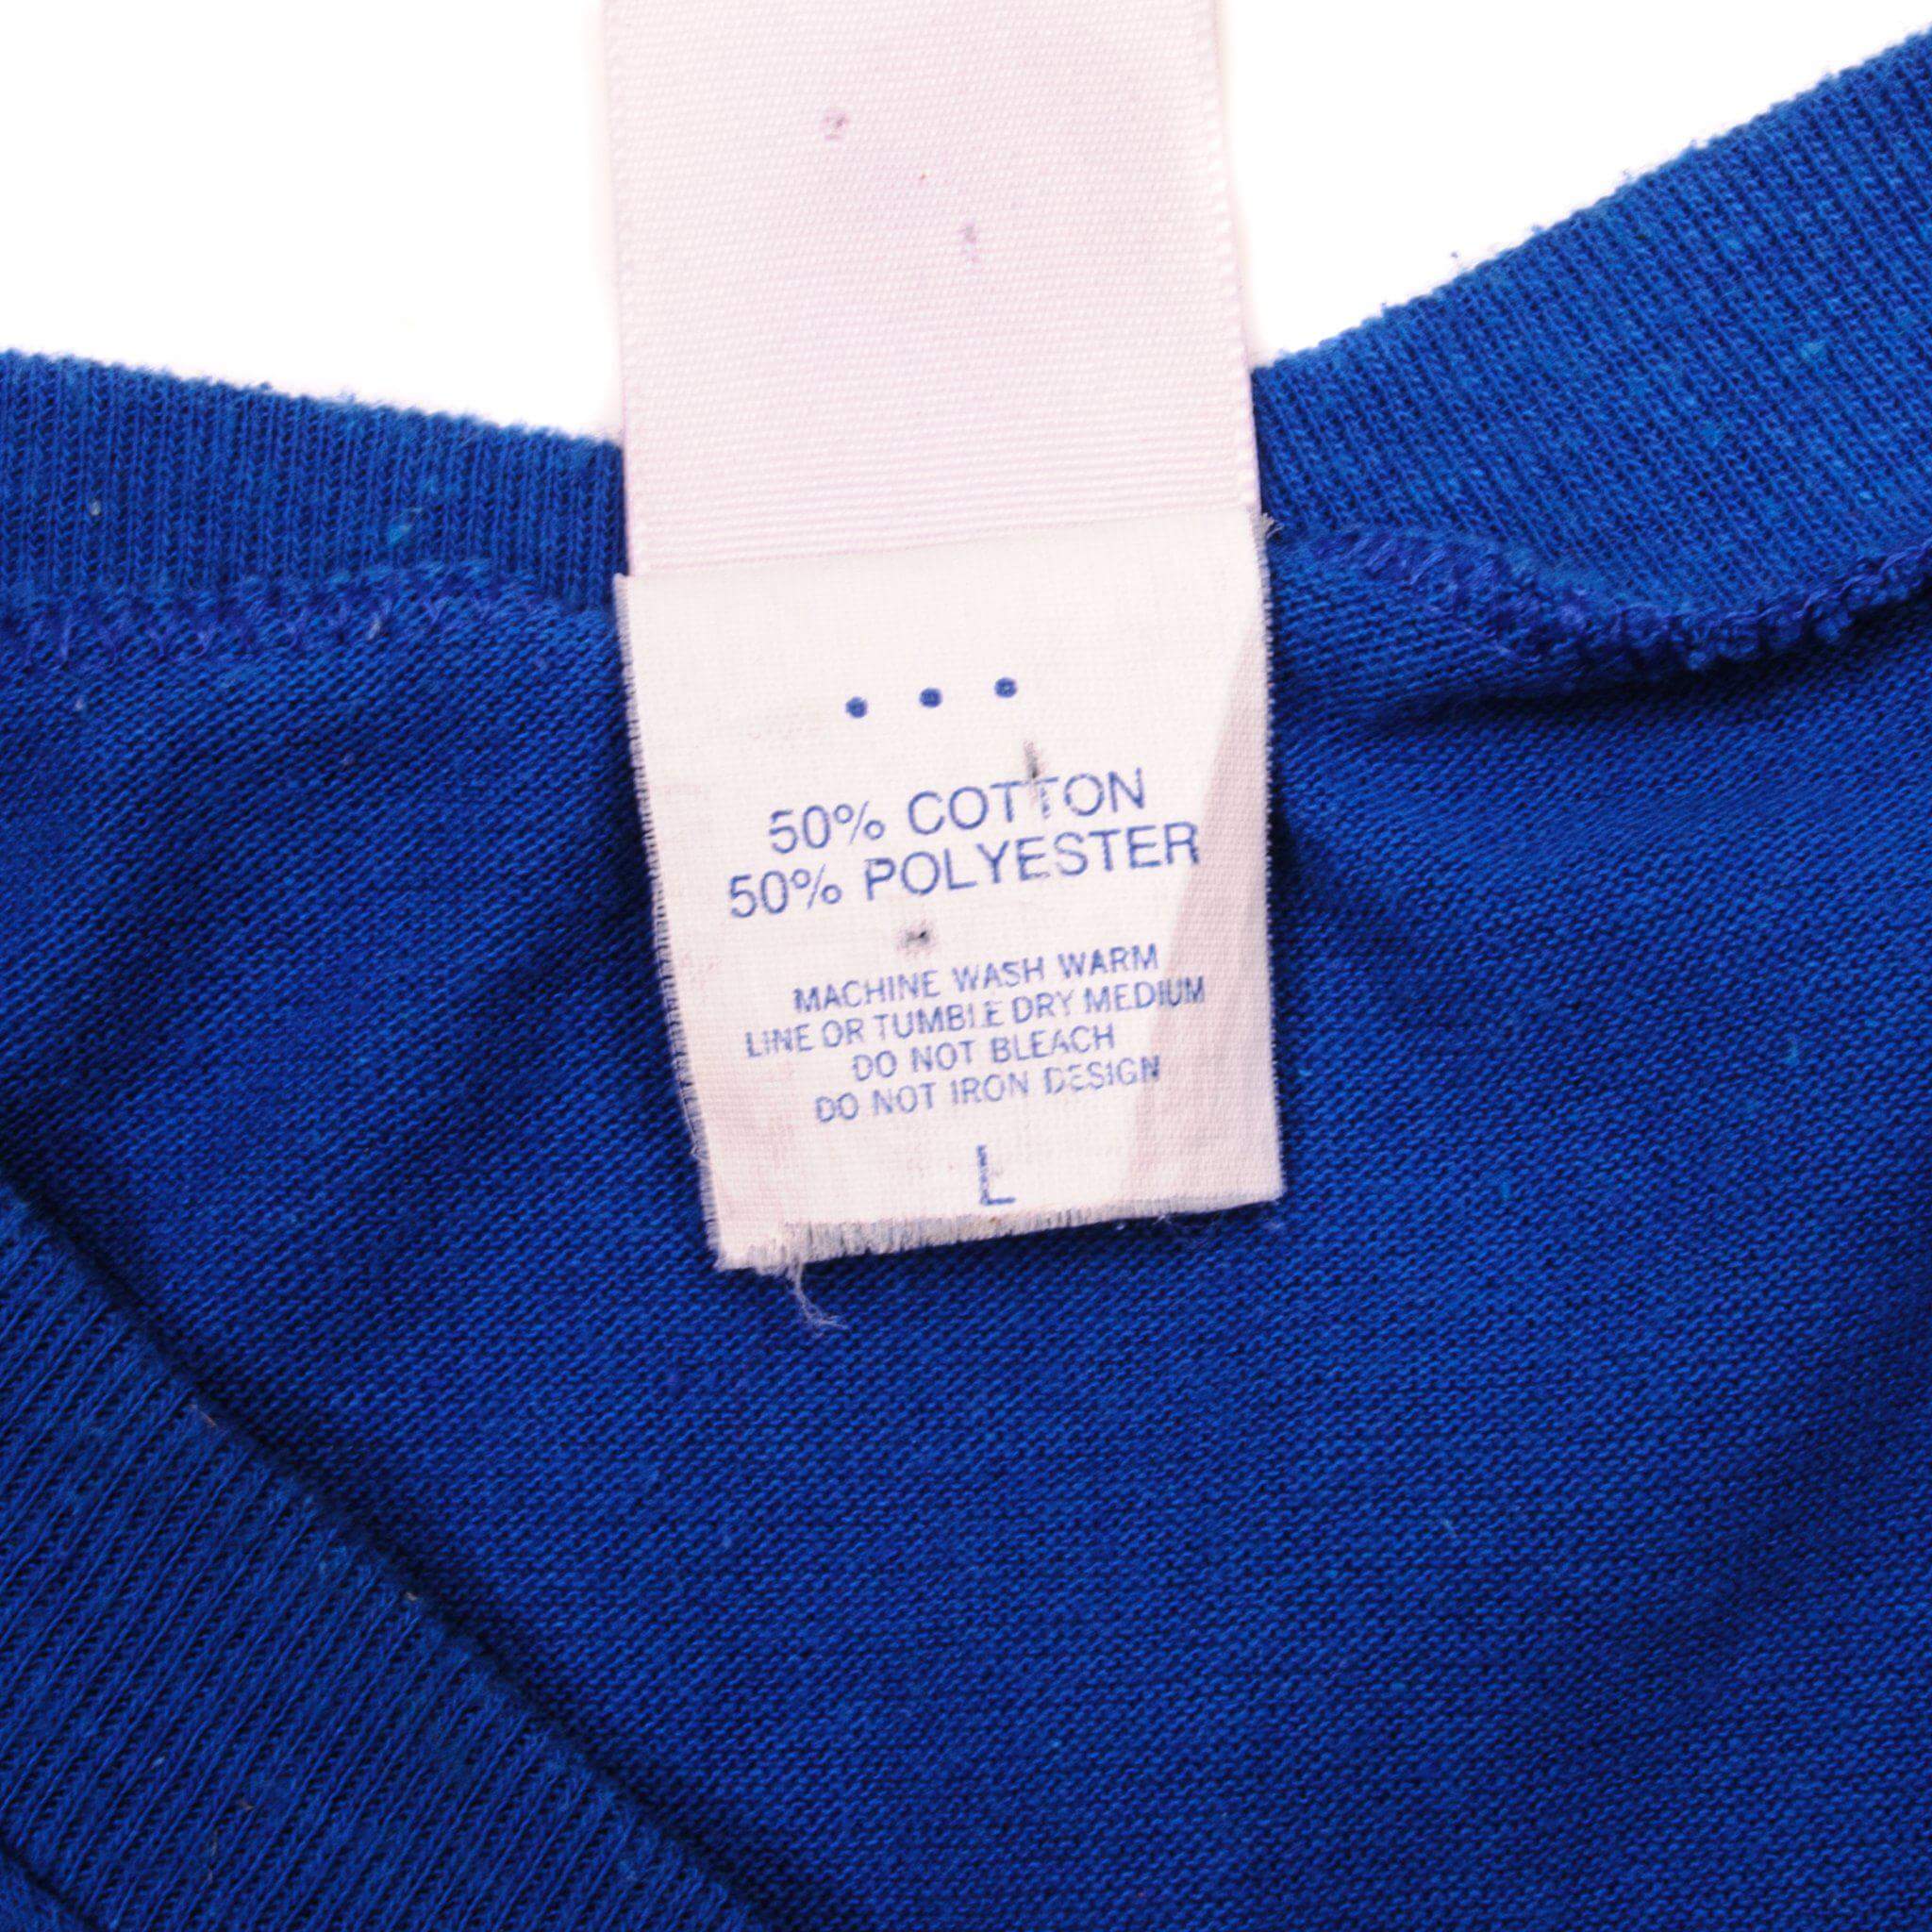 50% COTTON
50% POLYESTER
MACHINE WASH WARM
LINE OR TUMBLE DRY MEDIUM
DO NOT BLEACH
DO NOT IRON DESIGN
L